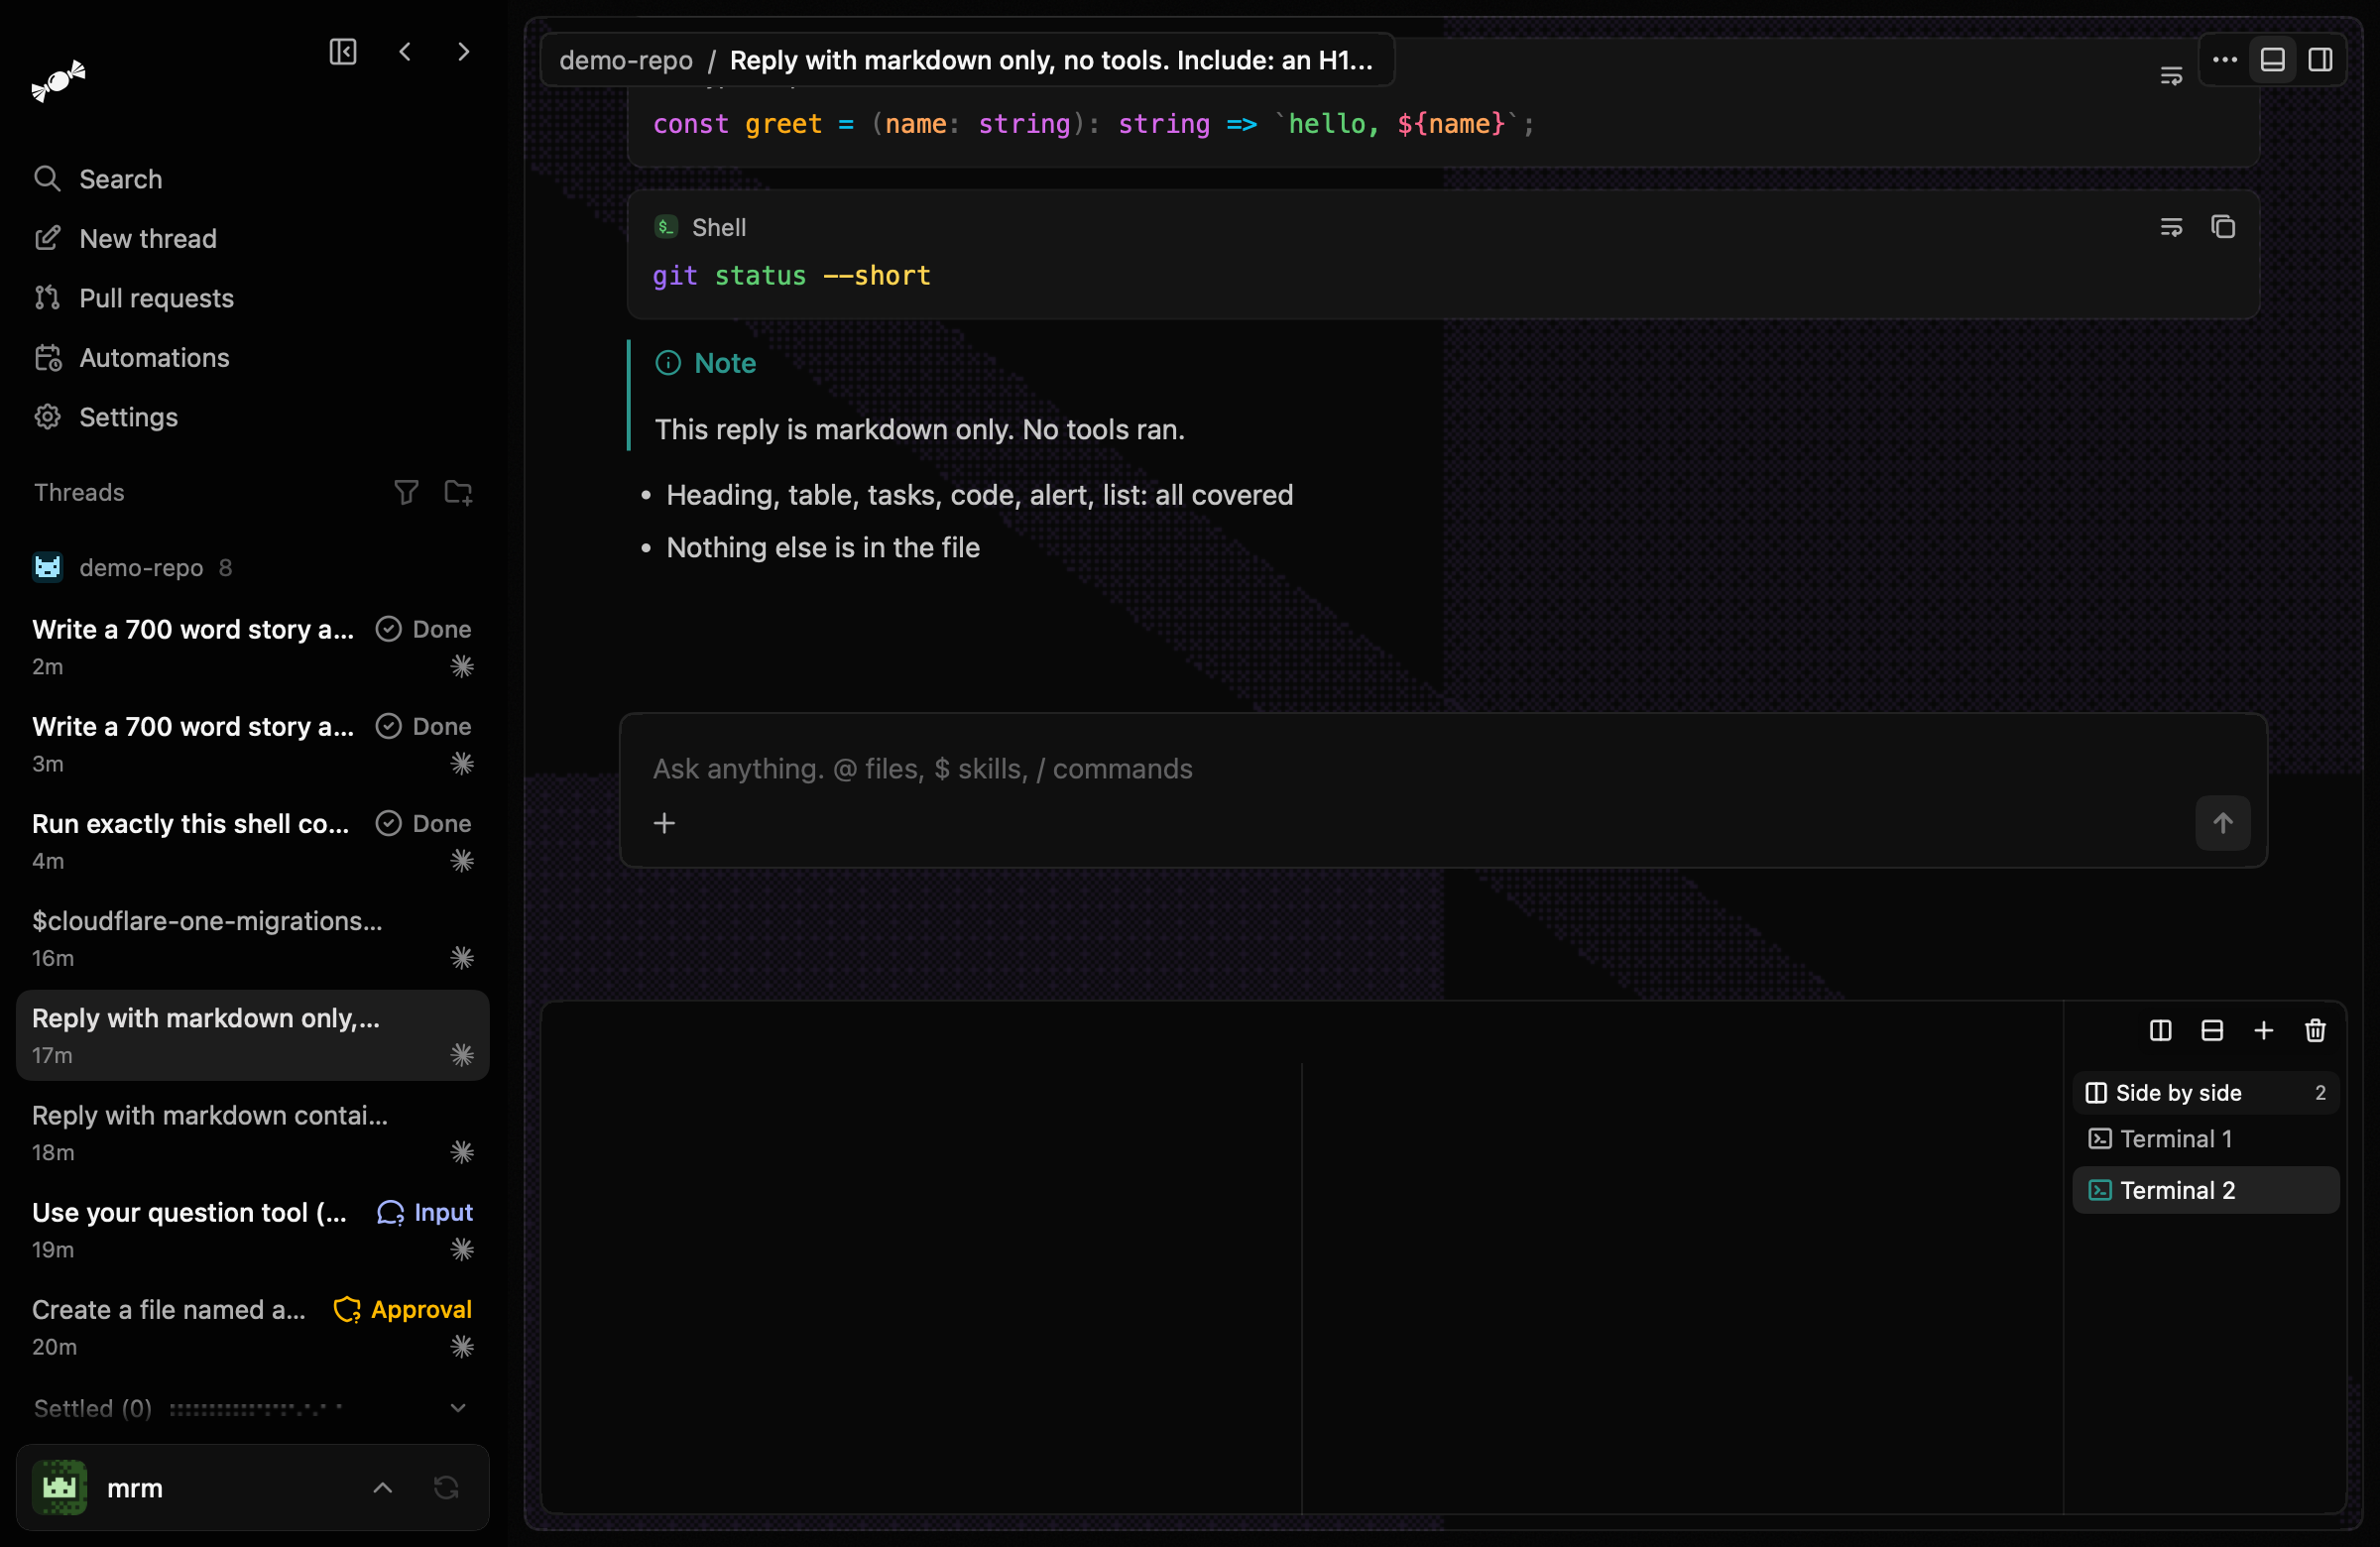 Search
New thread
Pull requests
Automations
Settings
Threads
demo-repo 8
Write a 700 word story a... Done
2m
Write a 700 word story a... Done
3m
Run exactly this shell co... Done
4m
$cloudflare-one-migrations...
16m
Reply with markdown only,...
17m
Reply with markdown contai...
18m
Use your question tool (... Input
19m
Create a file named a... Approval
20m
Settled (0)
mrm
demo-repo / Reply with markdown only, no tools. Include: an H1...
const greet = (name: string): string => `hello, ${name}`;
$_ Shell
git status --short
Note
This reply is markdown only. No tools ran.
• Heading, table, tasks, code, alert, list: all covered
• Nothing else is in the file
Ask anything. @ files, $ skills, / commands
Side by side 2
Terminal 1
Terminal 2